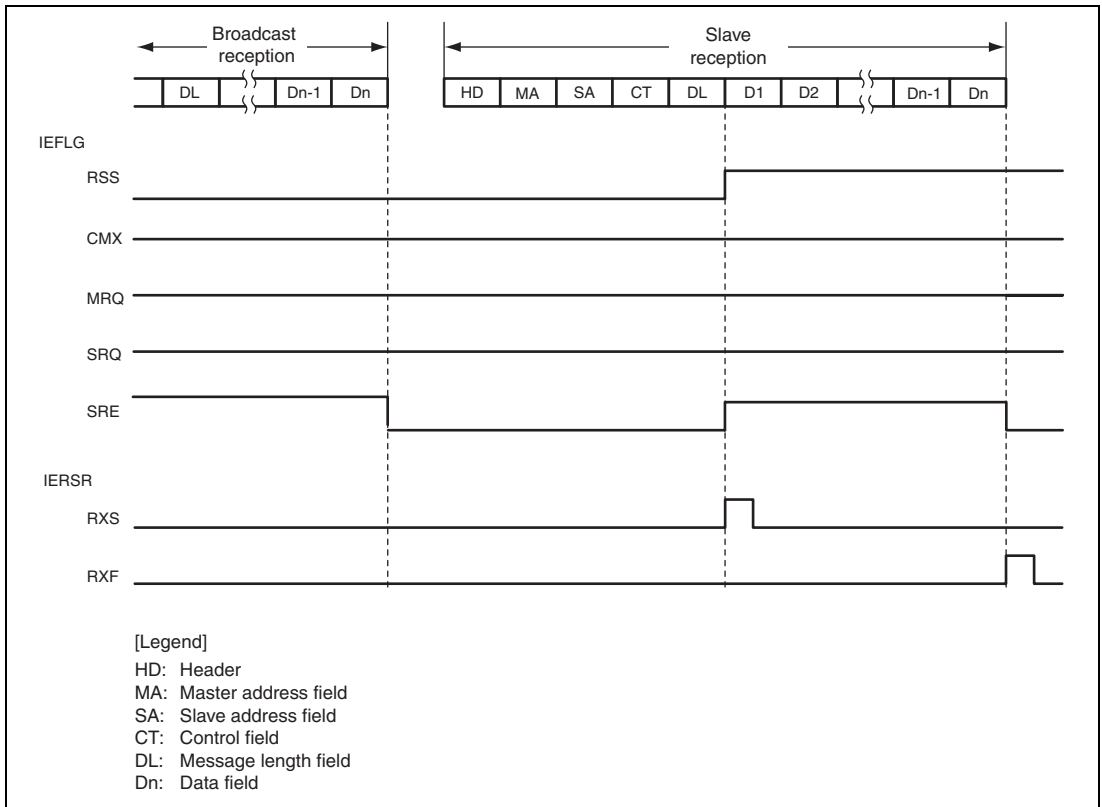 Broadcast
reception
Slave
reception
DL Dn-1 Dn HD MA SA CT DL D1 D2 Dn-1 Dn
IEFLG
RSS
CMX
MRQ
SRQ
SRE
IERSR
RXS
RXF
[Legend]
HD: Header
MA: Master address field
SA: Slave address field
CT: Control field
DL: Message length field
Dn: Data field